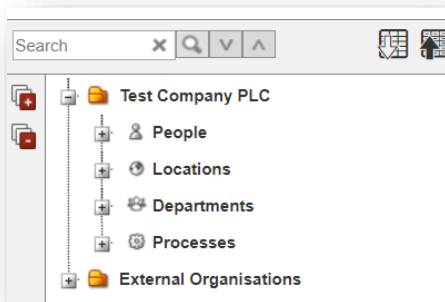 Search
Test Company PLC
People
Locations
Departments
Processes
External Organisations